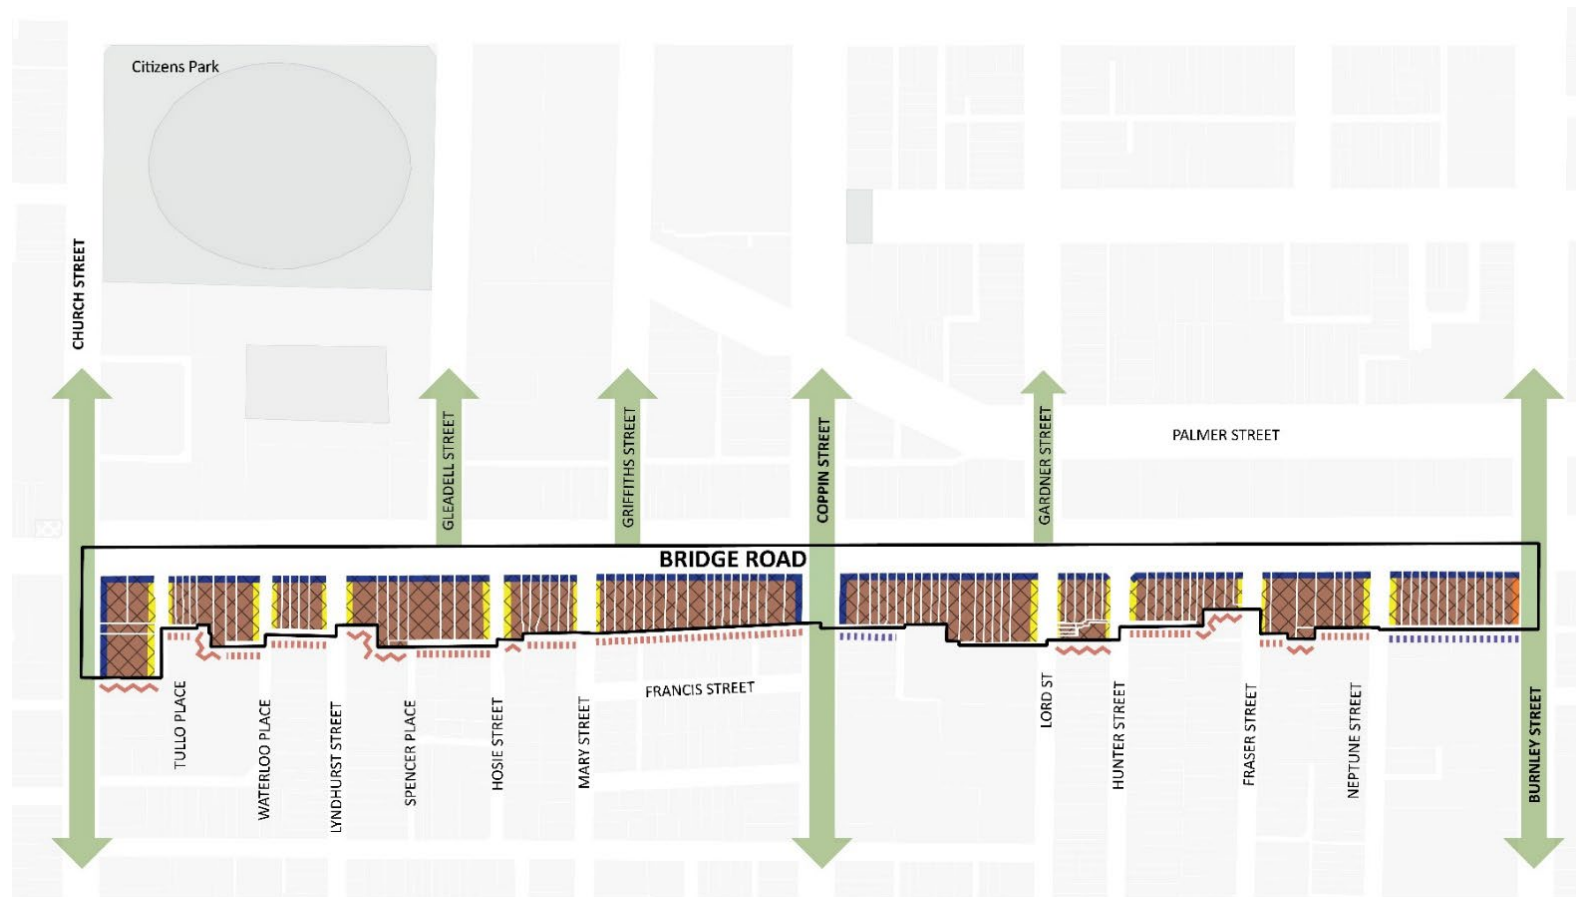 Citizens Park
CHURCH STREET
GLEADELL STREET
GRIFFITHS STREET
COPPIN STREET
GARDNER STREET
PALMER STREET
BRIDGE ROAD
TULLO PLACE
WATERLOO PLACE
LYNDHURST STREET
SPENCER PLACE
HOSIE STREET
MARY STREET
FRANCIS STREET
LORD ST
HUNTER STREET
FRASER STREET
NEPTUNE STREET
BURNLEY STREET